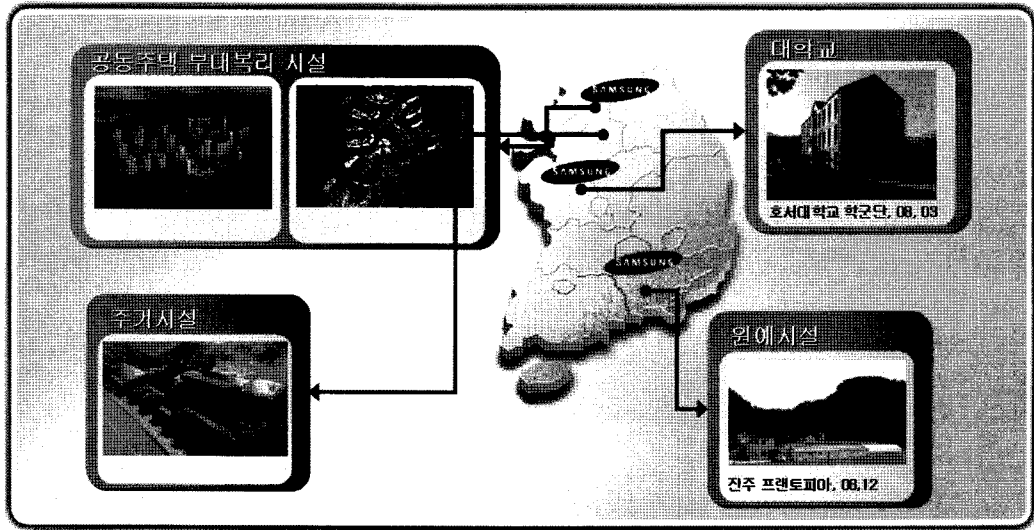 공동주택 부대복리 시설
대학교
SAMSUNG
호서대학교 학군단, 08, 03
SAMSUNG
SAMSUNG
주거시설
원예시설
진주 프랜토피아, 06,12